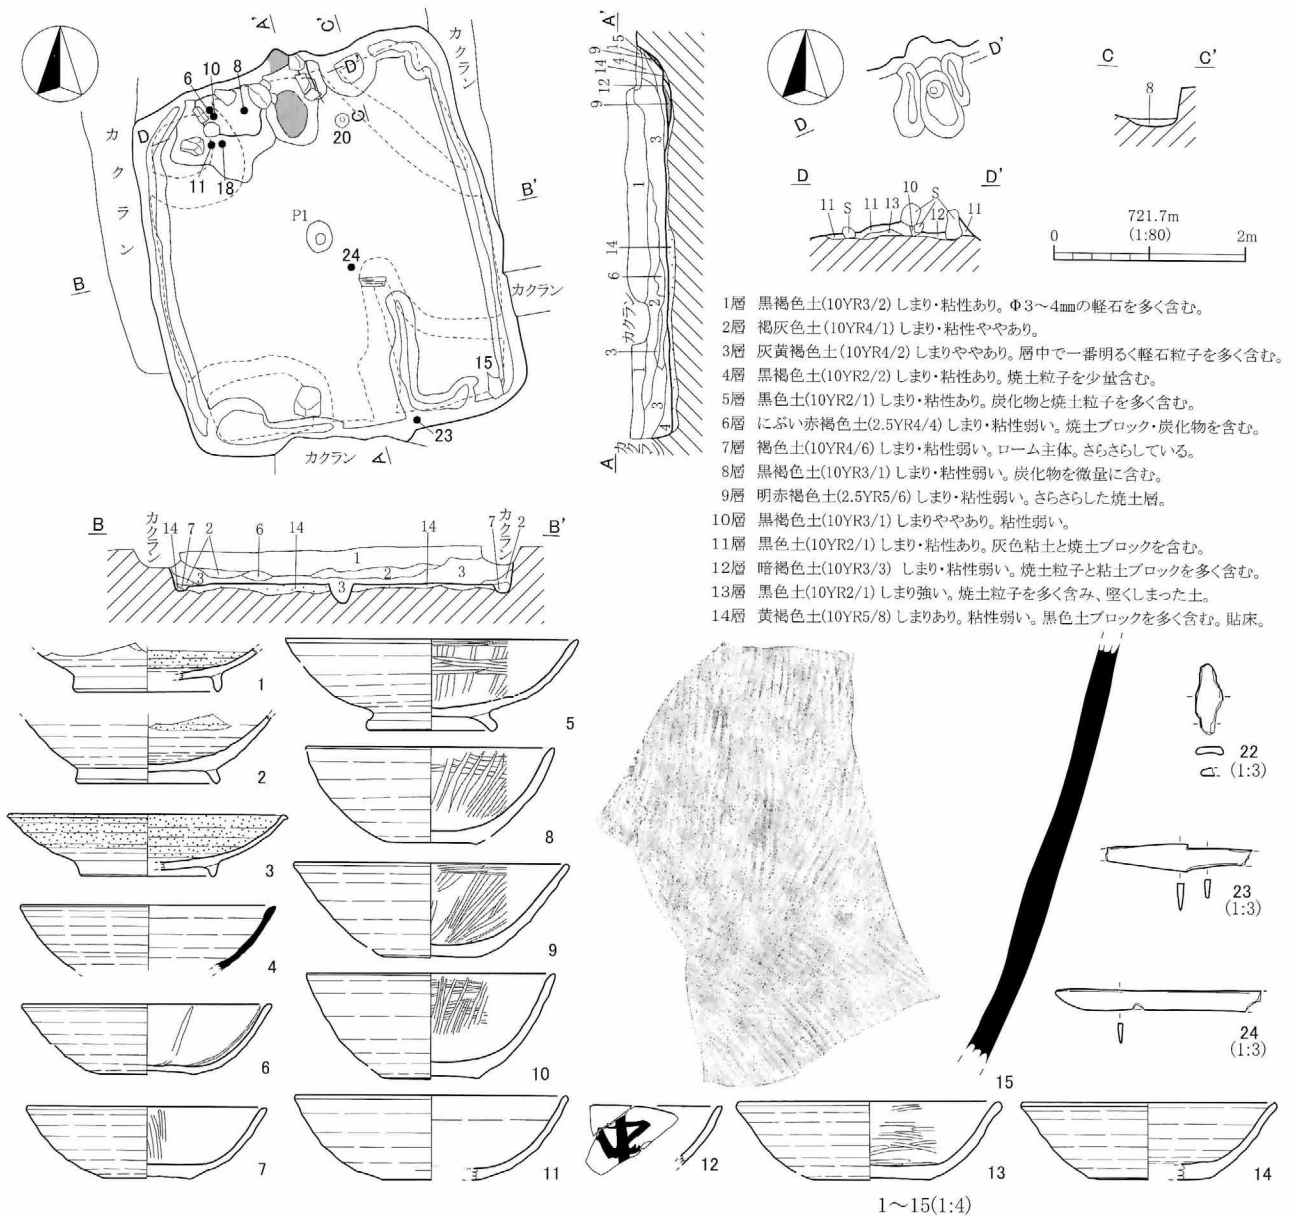 A'
C'
カクラン
6
10
8
D'
D
C
20
11
18
カクラン
B'
P1
24
B
カクラン
15
23
カクラン
A
A'
15
9
14
4
12
9
3
1
14
6
2
カクラン
3
3
4
A
D'
D
C
C'
8
D
D'
11
S
11
13
10
S
12
11
721.7m
(1:80)
0
2m
1層 黒褐色土(10YR3/2)しまり・粘性あり。Φ3～4㎜の軽石を多く含む。
2層 褐灰色土(10YR4/1)しまり・粘性ややあり。
3層 灰黄褐色土(10YR4/2)しまりややあり。層中で一番明るく軽石粒子を多く含む。
4層 黒褐色土(10YR2/2)しまり・粘性あり。焼土粒子を少量含む。
5層 黒色土(10YR2/1)しまり・粘性あり。炭化物と焼土粒子を多く含む。
6層 にぶい赤褐色土(2.5YR4/4)しまり・粘性弱い。焼土ブロック・炭化物を含む。
7層 褐色土(10YR4/6)しまり・粘性弱い。ローム主体。さらさらしている。
8層 黒褐色土(10YR3/1)しまり・粘性弱い。炭化物を微量に含む。
9層 明赤褐色土(2.5YR5/6)しまり・粘性弱い。さらさらした焼土層。
10層 黒褐色土(10YR3/1)しまりややあり。粘性弱い。
11層 黒色土(10YR2/1)しまり・粘性あり。灰色粘土と焼土ブロックを含む。
12層 暗褐色土(10YR3/3) しまり・粘性弱い。焼土粒子と粘土ブロックを多く含む。
13層 黒色土(10YR2/1)しまり強い。焼土粒子を多く含み、堅くしまった土。
14層 黄褐色土(10YR5/8)しまりあり。粘性弱い。黒色土ブロックを多く含む。貼床。
B
カクラン
14
7
2
6
14
14
7
カクラン
2
B'
1
3
2
3
3
1
2
3
4
6
7
5
8
9
10
11
12
13
14
15
22
(1:3)
23
(1:3)
24
(1:3)
1～15(1:4)